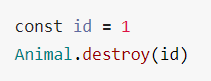 const id = 1
Animal.destroy(id)